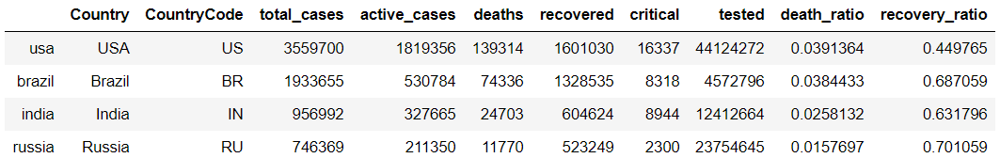 Country CountryCode total_cases active_cases deaths recovered critical tested death_ratio recovery_ratio
usa USA US 3559700 1819356 139314 1601030 16337 44124272 0.0391364 0.449765
brazil Brazil BR 1933655 530784 74336 1328535 8318 4572796 0.0384433 0.687059
india India IN 956992 327665 24703 604624 8944 12412664 0.0258132 0.631796
russia Russia RU 746369 211350 11770 523249 2300 23754645 0.0157697 0.701059